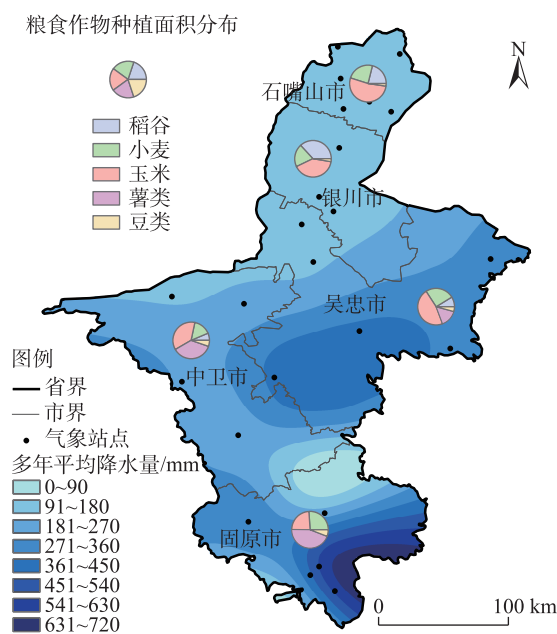 粮食作物种植面积分布
稻谷
小麦
玉米
薯类
豆类
N
石嘴山市
银川市
吴忠市
中卫市
固原市
图例
省界
市界
气象站点
多年平均降水量/mm
0~90
91~180
181~270
271~360
361~450
451~540
541~630
631~720
0 100 km